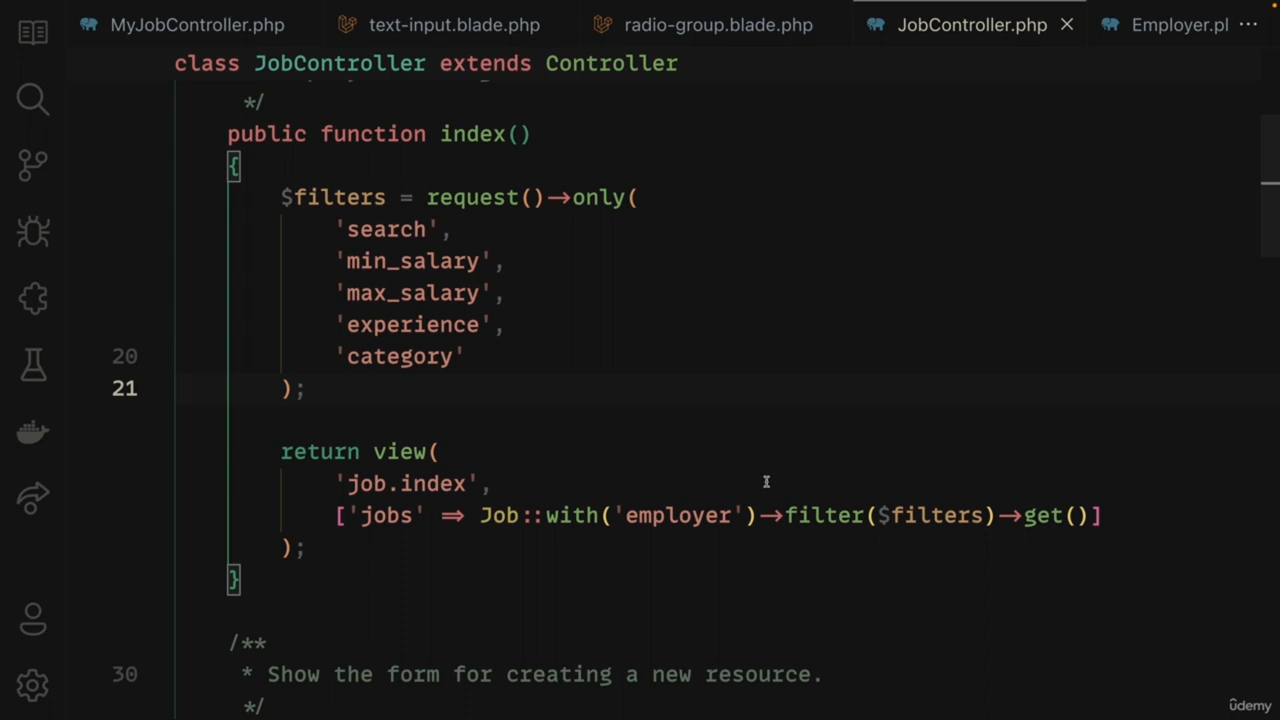 MyJobController.php text-input.blade.php radio-group.blade.php JobController.php Employer.pl
class JobController extends Controller
*/
public function index()
{
$filters = request()->only(
'search',
'min_salary',
'max_salary',
'experience',
20 'category'
21 );
return view(
'job.index',
['jobs' => Job::with('employer')->filter($filters)->get()]
);
}
/**
30 * Show the form for creating a new resource.
*/
ûdemy